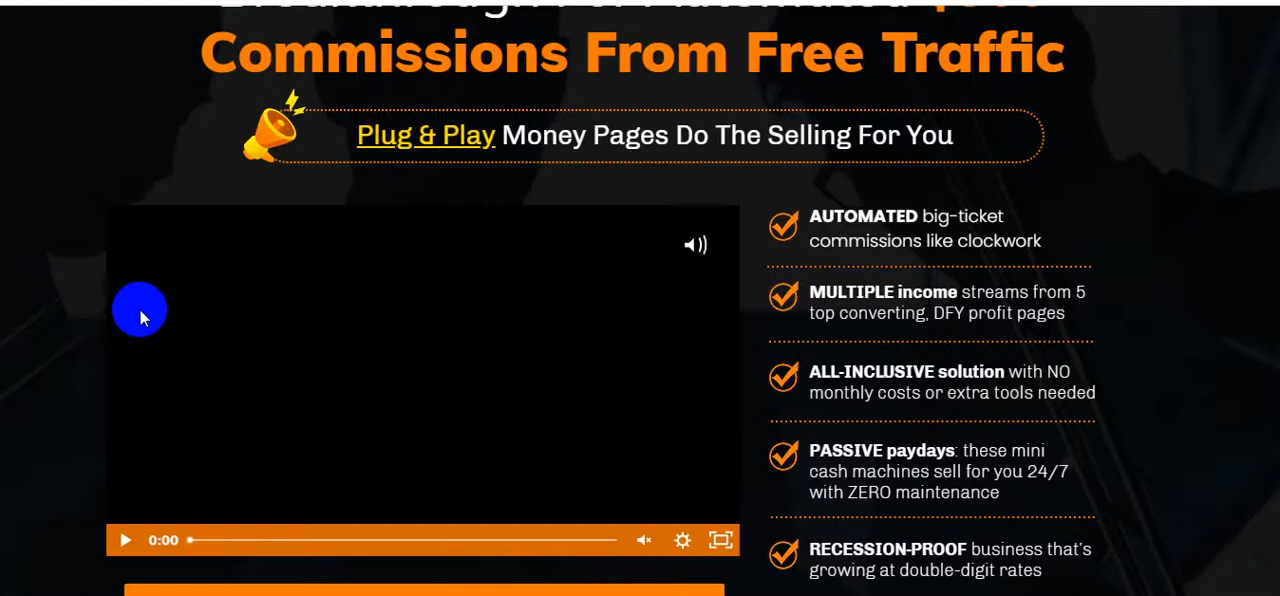 Commissions From Free Traffic
Plug & Play Money Pages Do The Selling For You
AUTOMATED big-ticket
commissions like clockwork
MULTIPLE income streams from 5
top converting, DFY profit pages
ALL-INCLUSIVE solution with NO
monthly costs or extra tools needed
PASSIVE paydays: these mini
cash machines sell for you 24/7
with ZERO maintenance
0:00
RECESSION-PROOF business that's
growing at double-digit rates